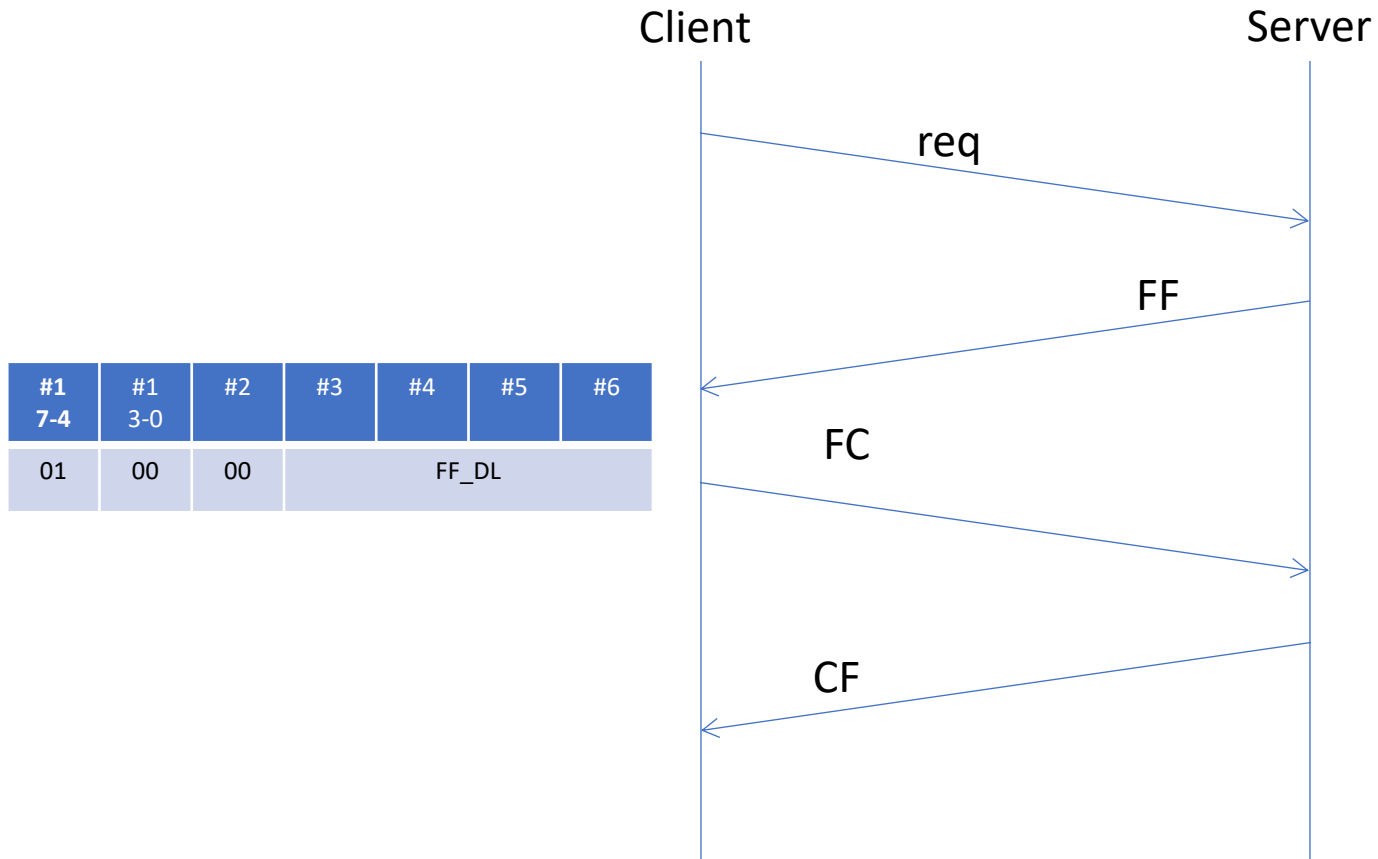 Client Server
req
FF
#1 #1 #2 #3 #4 #5 #6
7-4 3-0
01 00 00 FF_DL
FC
CF